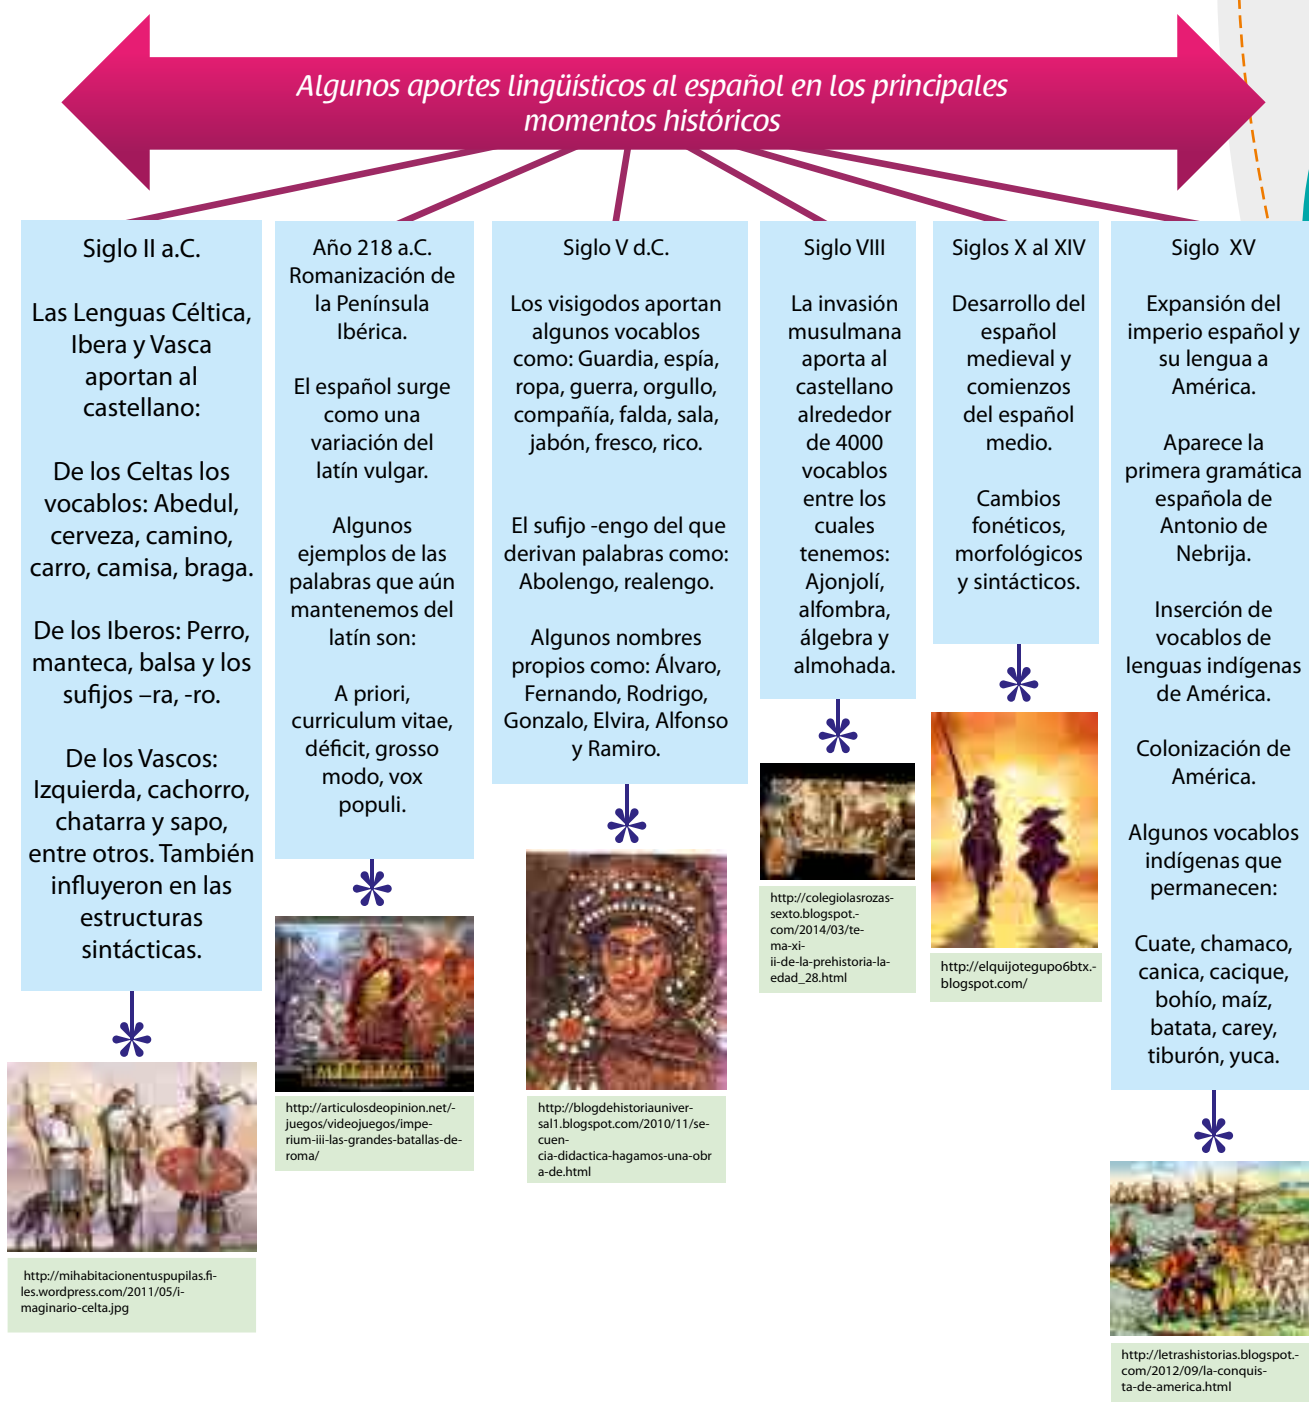 Algunos aportes lingüísticos al español en los principales
momentos históricos
Siglo II a.C.
Las Lenguas Céltica,
Ibera y Vasca
aportan al
castellano:
De los Celtas los
vocablos: Abedul,
cerveza, camino,
carro, camisa, braga.
De los Iberos: Perro,
manteca, balsa y los
sufijos –ra, -ro.
De los Vascos:
Izquierda, cachorro,
chatarra y sapo,
entre otros. También
influyeron en las
estructuras
sintácticas.
http://mihabitacionentuspupilas.fi-
les.wordpress.com/2011/05/i-
maginario-celta.jpg
Año 218 a.C.
Romanización de
la Península
Ibérica.
El español surge
como una
variación del
latín vulgar.
Algunos
ejemplos de las
palabras que aún
mantenemos del
latín son:
A priori,
curriculum vitae,
déficit, grosso
modo, vox
populi.
http://articulosdeopinion.net/-
juegos/videojuegos/impe-
rium-iii-las-grandes-batallas-de-
roma/
Siglo V d.C.
Los visigodos aportan
algunos vocablos
como: Guardia, espía,
ropa, guerra, orgullo,
compañía, falda, sala,
jabón, fresco, rico.
El sufijo -engo del que
derivan palabras como:
Abolengo, realengo.
Algunos nombres
propios como: Álvaro,
Fernando, Rodrigo,
Gonzalo, Elvira, Alfonso
y Ramiro.
http://blogdehistoriauniver-
sal1.blogspot.com/2010/11/se-
cuen-
cia-didactica-hagamos-una-obr
a-de.html
Siglo VIII
La invasión
musulmana
aporta al
castellano
alrededor
de 4000
vocablos
entre los
cuales
tenemos:
Ajonjolí,
alfombra,
álgebra y
almohada.
http://colegiolasrozas-
sexto.blogspot.-
com/2014/03/te-
ma-xi-
ii-de-la-prehistoria-la-
edad_28.html
Siglos X al XIV
Desarrollo del
español
medieval y
comienzos
del español
medio.
Cambios
fonéticos,
morfológicos
y sintácticos.
http://elquijotegupo6btx.-
blogspot.com/
Siglo XV
Expansión del
imperio español y
su lengua a
América.
Aparece la
primera gramática
española de
Antonio de
Nebrija.
Inserción de
vocablos de
lenguas indígenas
de América.
Colonización de
América.
Algunos vocablos
indígenas que
permanecen:
Cuate, chamaco,
canica, cacique,
bohío, maíz,
batata, carey,
tiburón, yuca.
http://letrashistorias.blogspot.-
com/2012/09/la-conquis-
ta-de-america.html